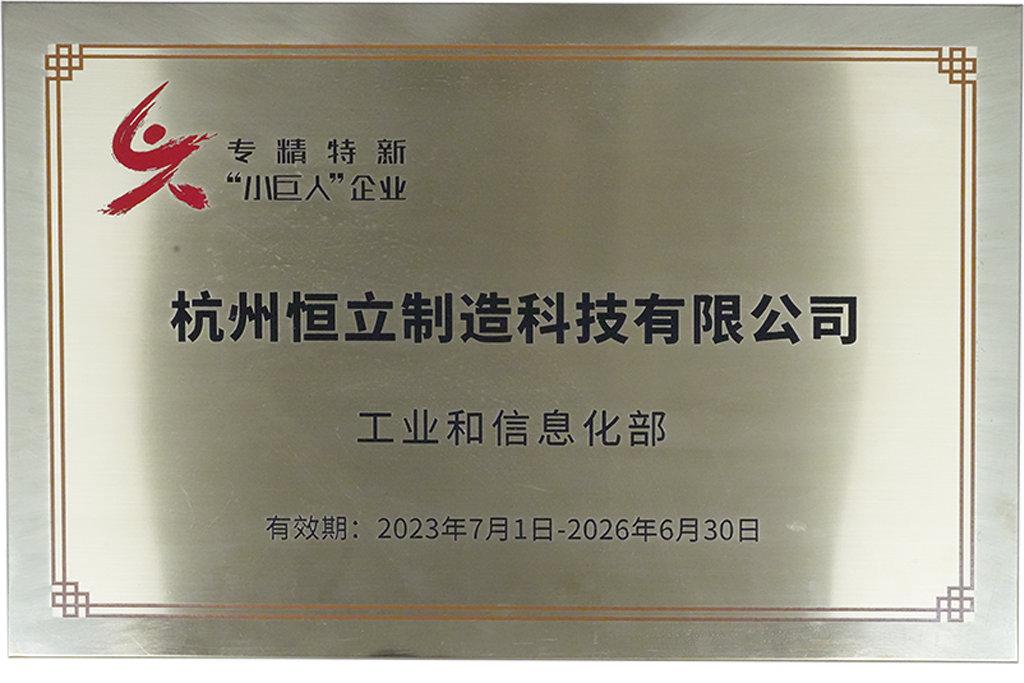 专精特新
“小巨人”企业
杭州恒立制造科技有限公司
工业和信息化部
有效期：2023年7月1日-2026年6月30日